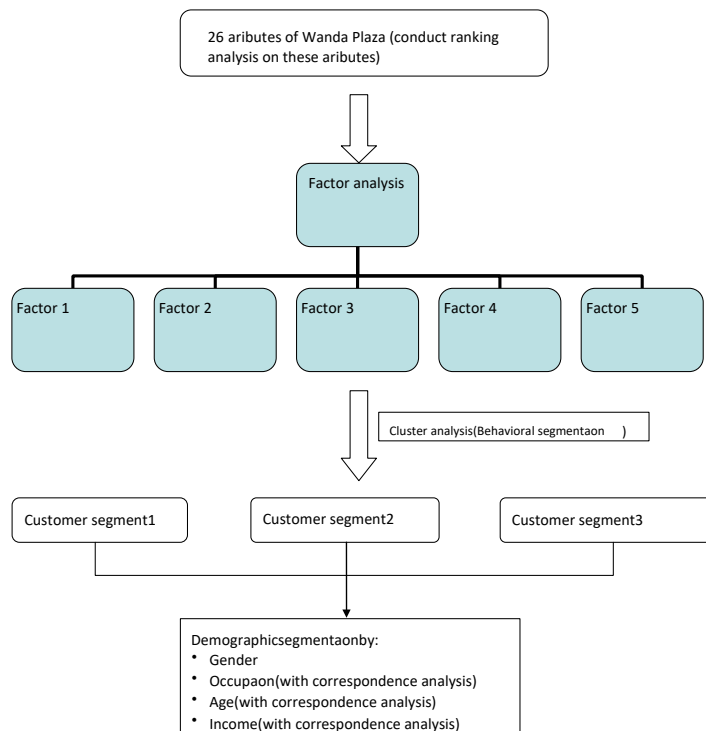 26 aributes of Wanda Plaza (conduct ranking
analysis on these aributes)
Factor analysis
Factor 1
Factor 2
Factor 3
Factor 4
Factor 5
Cluster analysis(Behavioral segmentaon )
Customer segment1
Customer segment2
Customer segment3
Demographicsegmentaonby:
• Gender
• Occupaon(with correspondence analysis)
• Age(with correspondence analysis)
• Income(with correspondence analysis)